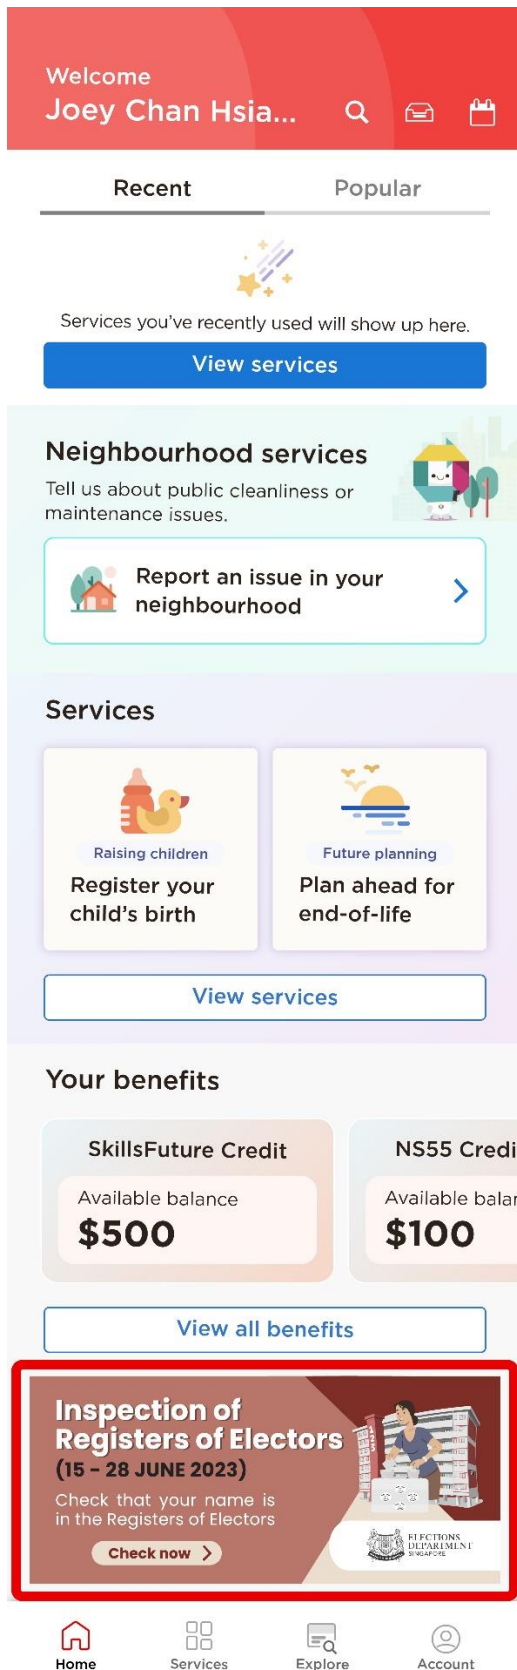 Welcome
Joey Chan Hsia...
Recent
Popular
Services you've recently used will show up here.
View services
Neighbourhood services
Tell us about public cleanliness or
maintenance issues.
Report an issue in your
neighbourhood
Services
Raising children
Register your
child's birth
Future planning
Plan ahead for
end-of-life
View services
Your benefits
SkillsFuture Credit
Available balance
$500
NS55 Credi
Available balar
$100
View all benefits
Inspection of
Registers of Electors
(15 – 28 JUNE 2023)
Check that your name is
in the Registers of Electors
Check now
ELECTIONS
DEPARTMENT
SINGAPORE
Home
Services
Explore
Account